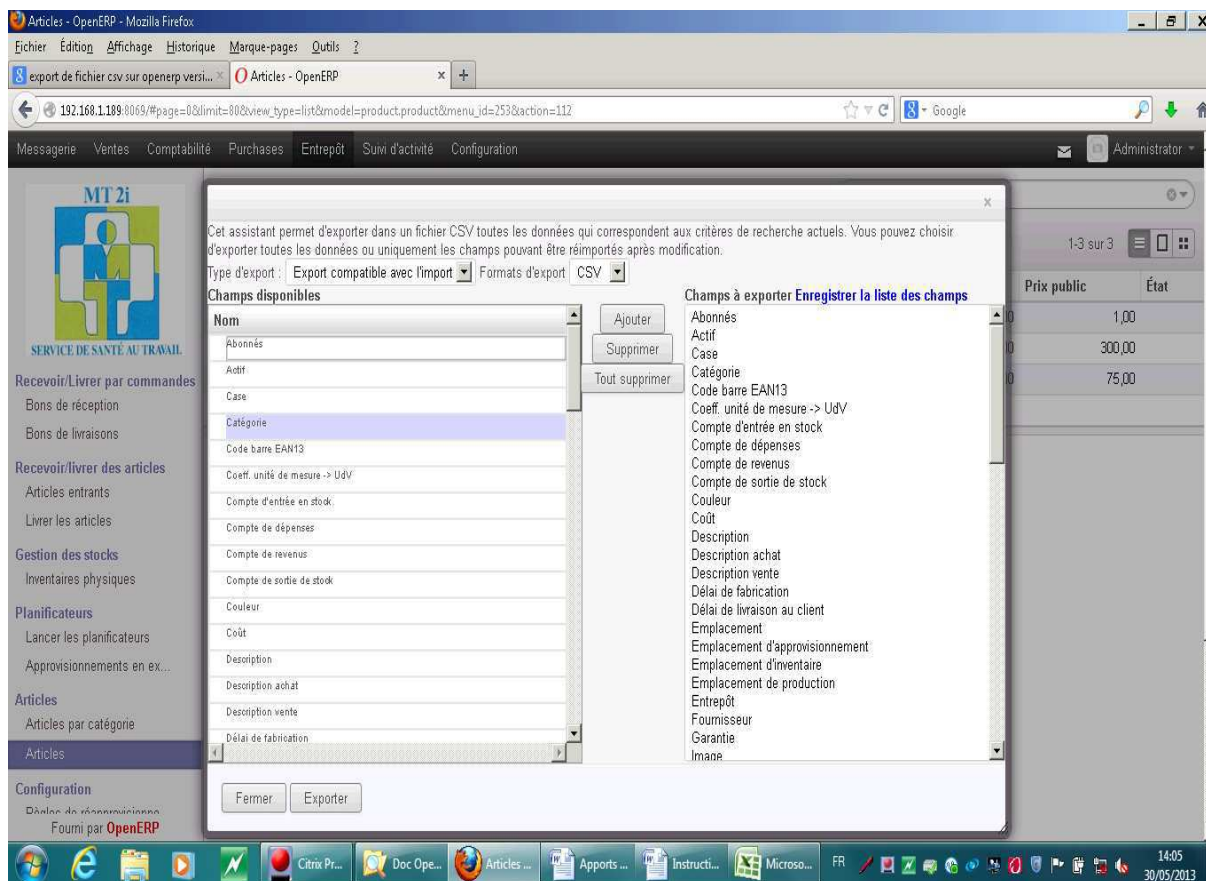 Articles - OpenERP - Mozilla Firefox
Fichier Édition Affichage Historique Marque-pages Outils ?
export de fichier csv sur openerp versi... Articles - OpenERP
192.168.1.189:8069/#page=0&limit=80&view_type=list&model=product.product&menu_id=253&action=112
Google
Messagerie Ventes Comptabilité Purchases Entrepôt Suivi d'activité Configuration Administrator
MT 2i
SERVICE DE SANTÉ AU TRAVAIL
Recevoir/Livrer par commandes
Bons de réception
Bons de livraisons
Recevoir/livrer des articles
Articles entrants
Livrer les articles
Gestion des stocks
Inventaires physiques
Planificateurs
Lancer les planificateurs
Approvisionnements en ex...
Articles
Articles par catégorie
Articles
Configuration
Fourni par OpenERP
Cet assistant permet d'exporter dans un fichier CSV toutes les données qui correspondent aux critères de recherche actuels. Vous pouvez choisir
d'exporter toutes les données ou uniquement les champs pouvant être réimportés après modification.
Type d'export : Export compatible avec l'import Formats d'export CSV
Champs disponibles
Nom
Abonnés
Actif
Case
Catégorie
Code barre EAN13
Coeff. unité de mesure -> UdV
Compte d'entrée en stock
Compte de dépenses
Compte de revenus
Compte de sortie de stock
Couleur
Coût
Description
Description achat
Description vente
Délai de fabrication
Ajouter
Supprimer
Tout supprimer
Champs à exporter Enregistrer la liste des champs
Abonnés
Actif
Case
Catégorie
Code barre EAN13
Coeff. unité de mesure -> UdV
Compte d'entrée en stock
Compte de dépenses
Compte de revenus
Compte de sortie de stock
Couleur
Coût
Description
Description achat
Description vente
Délai de fabrication
Délai de livraison au client
Emplacement
Emplacement d'approvisionnement
Emplacement d'inventaire
Emplacement de production
Entrepôt
Fournisseur
Garantie
Image
Fermer Exporter
1-3 sur 3
Prix public État
1,00
300,00
75,00
Citrix Pr... Doc Ope... Articles ... Apports ... Instructi... Microso... FR 14:05
30/05/2013